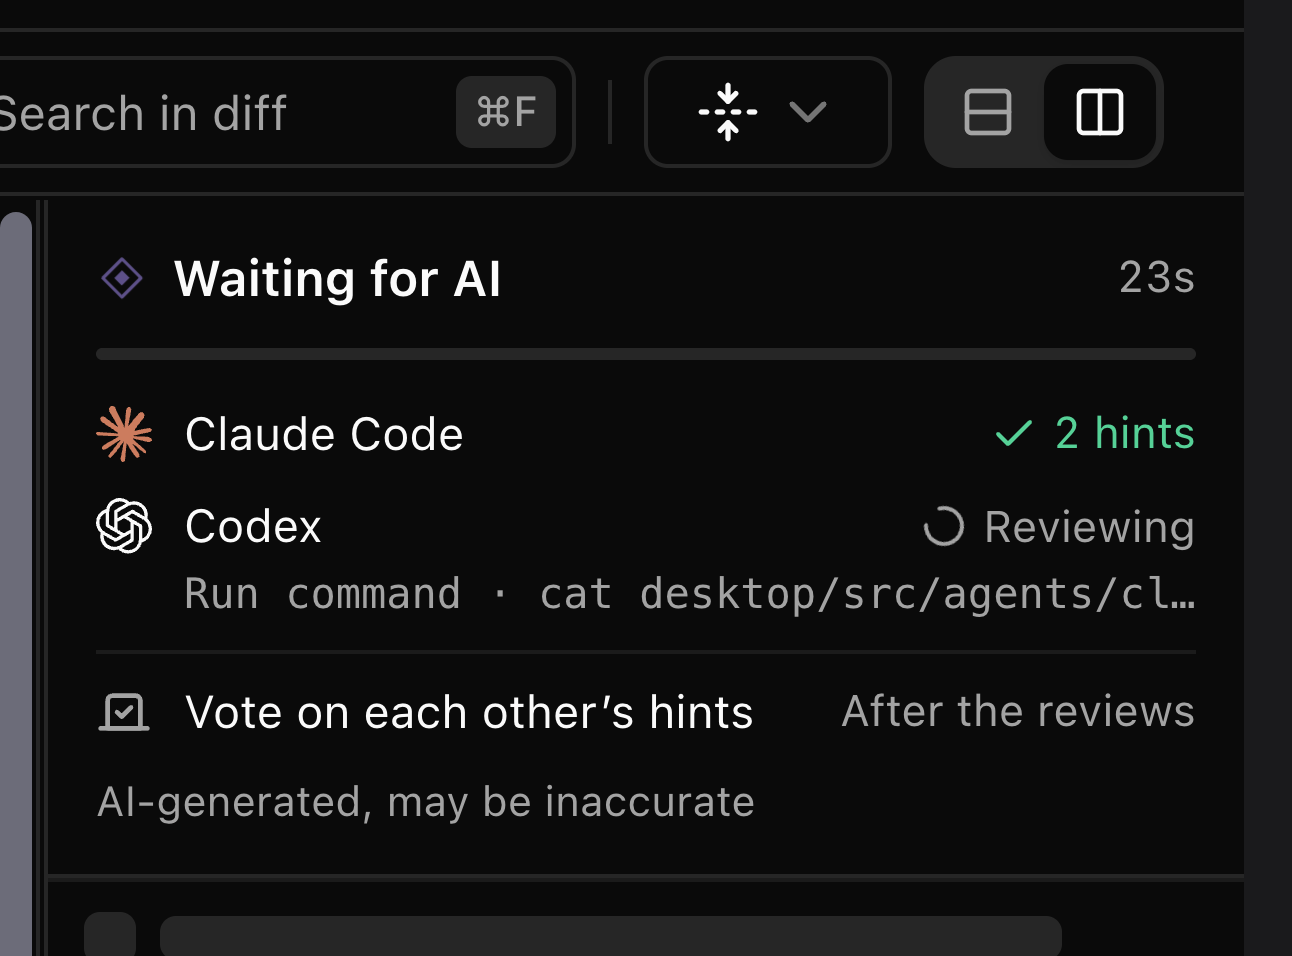 Search in diff
⌘F
Waiting for AI
23s
Claude Code
2 hints
Codex
Reviewing
Run command · cat desktop/src/agents/cl…
Vote on each other’s hints
After the reviews
AI-generated, may be inaccurate